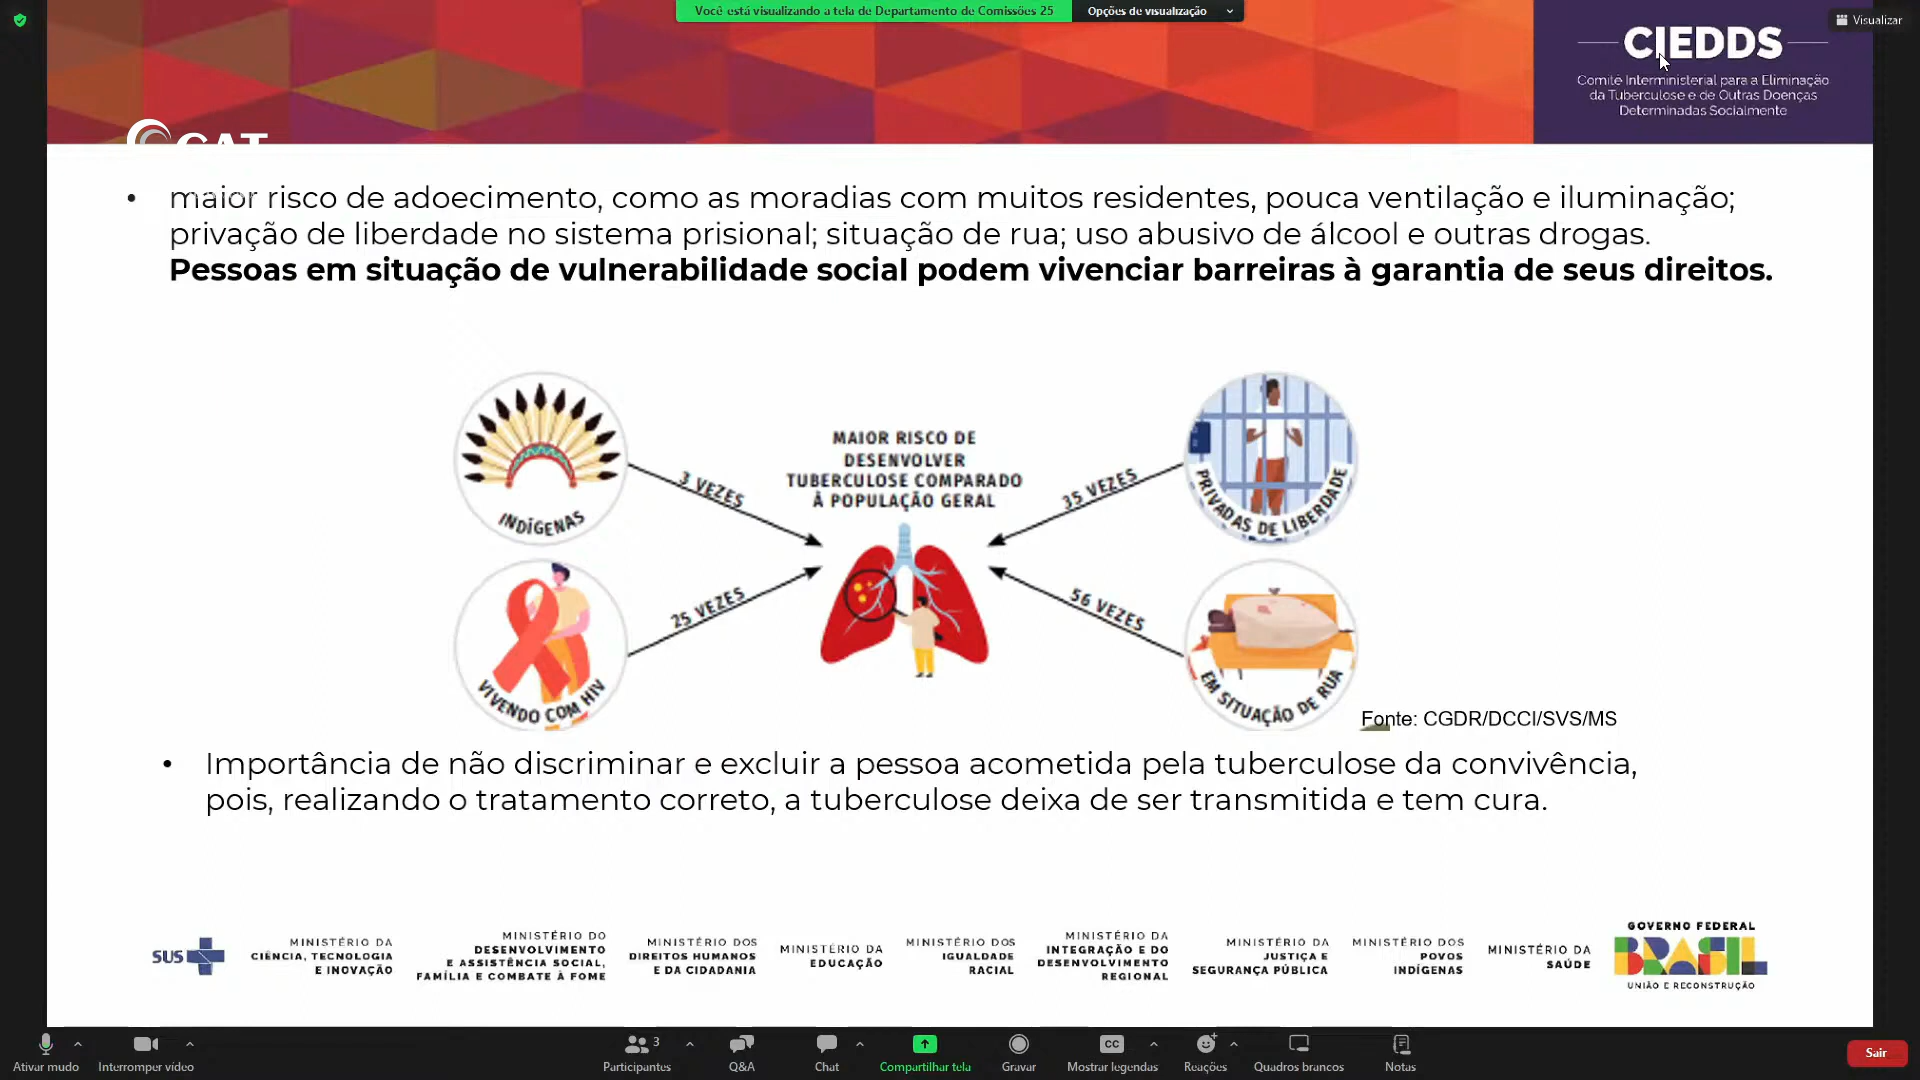 Você está visualizando a tela de Departamento de Comissões 25
Opções de visualização
Visualizar
CIEDDS
Comitê Interministerial para a Eliminação
da Tuberculose e de Outras Doenças
Determinadas Socialmente
• maior risco de adoecimento, como as moradias com muitos residentes, pouca ventilação e iluminação;
privação de liberdade no sistema prisional; situação de rua; uso abusivo de álcool e outras drogas.
Pessoas em situação de vulnerabilidade social podem vivenciar barreiras à garantia de seus direitos.
MAIOR RISCO DE
DESENVOLVER
TUBERCULOSE COMPARADO
À POPULAÇÃO GERAL
INDÍGENAS
3 VEZES
35 VEZES
PRIVADAS DE LIBERDADE
VIVENDO COM HIV
25 VEZES
56 VEZES
EM SITUAÇÃO DE RUA
Fonte: CGDR/DCCI/SVS/MS
• Importância de não discriminar e excluir a pessoa acometida pela tuberculose da convivência,
pois, realizando o tratamento correto, a tuberculose deixa de ser transmitida e tem cura.
SUS
MINISTÉRIO DA
CIÊNCIA, TECNOLOGIA
E INOVAÇÃO
MINISTÉRIO DO
DESENVOLVIMENTO
E ASSISTÊNCIA SOCIAL,
FAMÍLIA E COMBATE À FOME
MINISTÉRIO DOS
DIREITOS HUMANOS
E DA CIDADANIA
MINISTÉRIO DA
EDUCAÇÃO
MINISTÉRIO DOS
IGUALDADE
RACIAL
MINISTÉRIO DA
INTEGRAÇÃO E DO
DESENVOLVIMENTO
REGIONAL
MINISTÉRIO DA
JUSTIÇA E
SEGURANÇA PÚBLICA
MINISTÉRIO DOS
POVOS
INDÍGENAS
MINISTÉRIO DA
SAÚDE
GOVERNO FEDERAL
BRASIL
UNIÃO E RECONSTRUÇÃO
Ativar mudo
Interromper vídeo
3
Participantes
Q&A
Chat
Compartilhar tela
Gravar
CC
Mostrar legendas
Reações
Quadros brancos
Notas
Sair